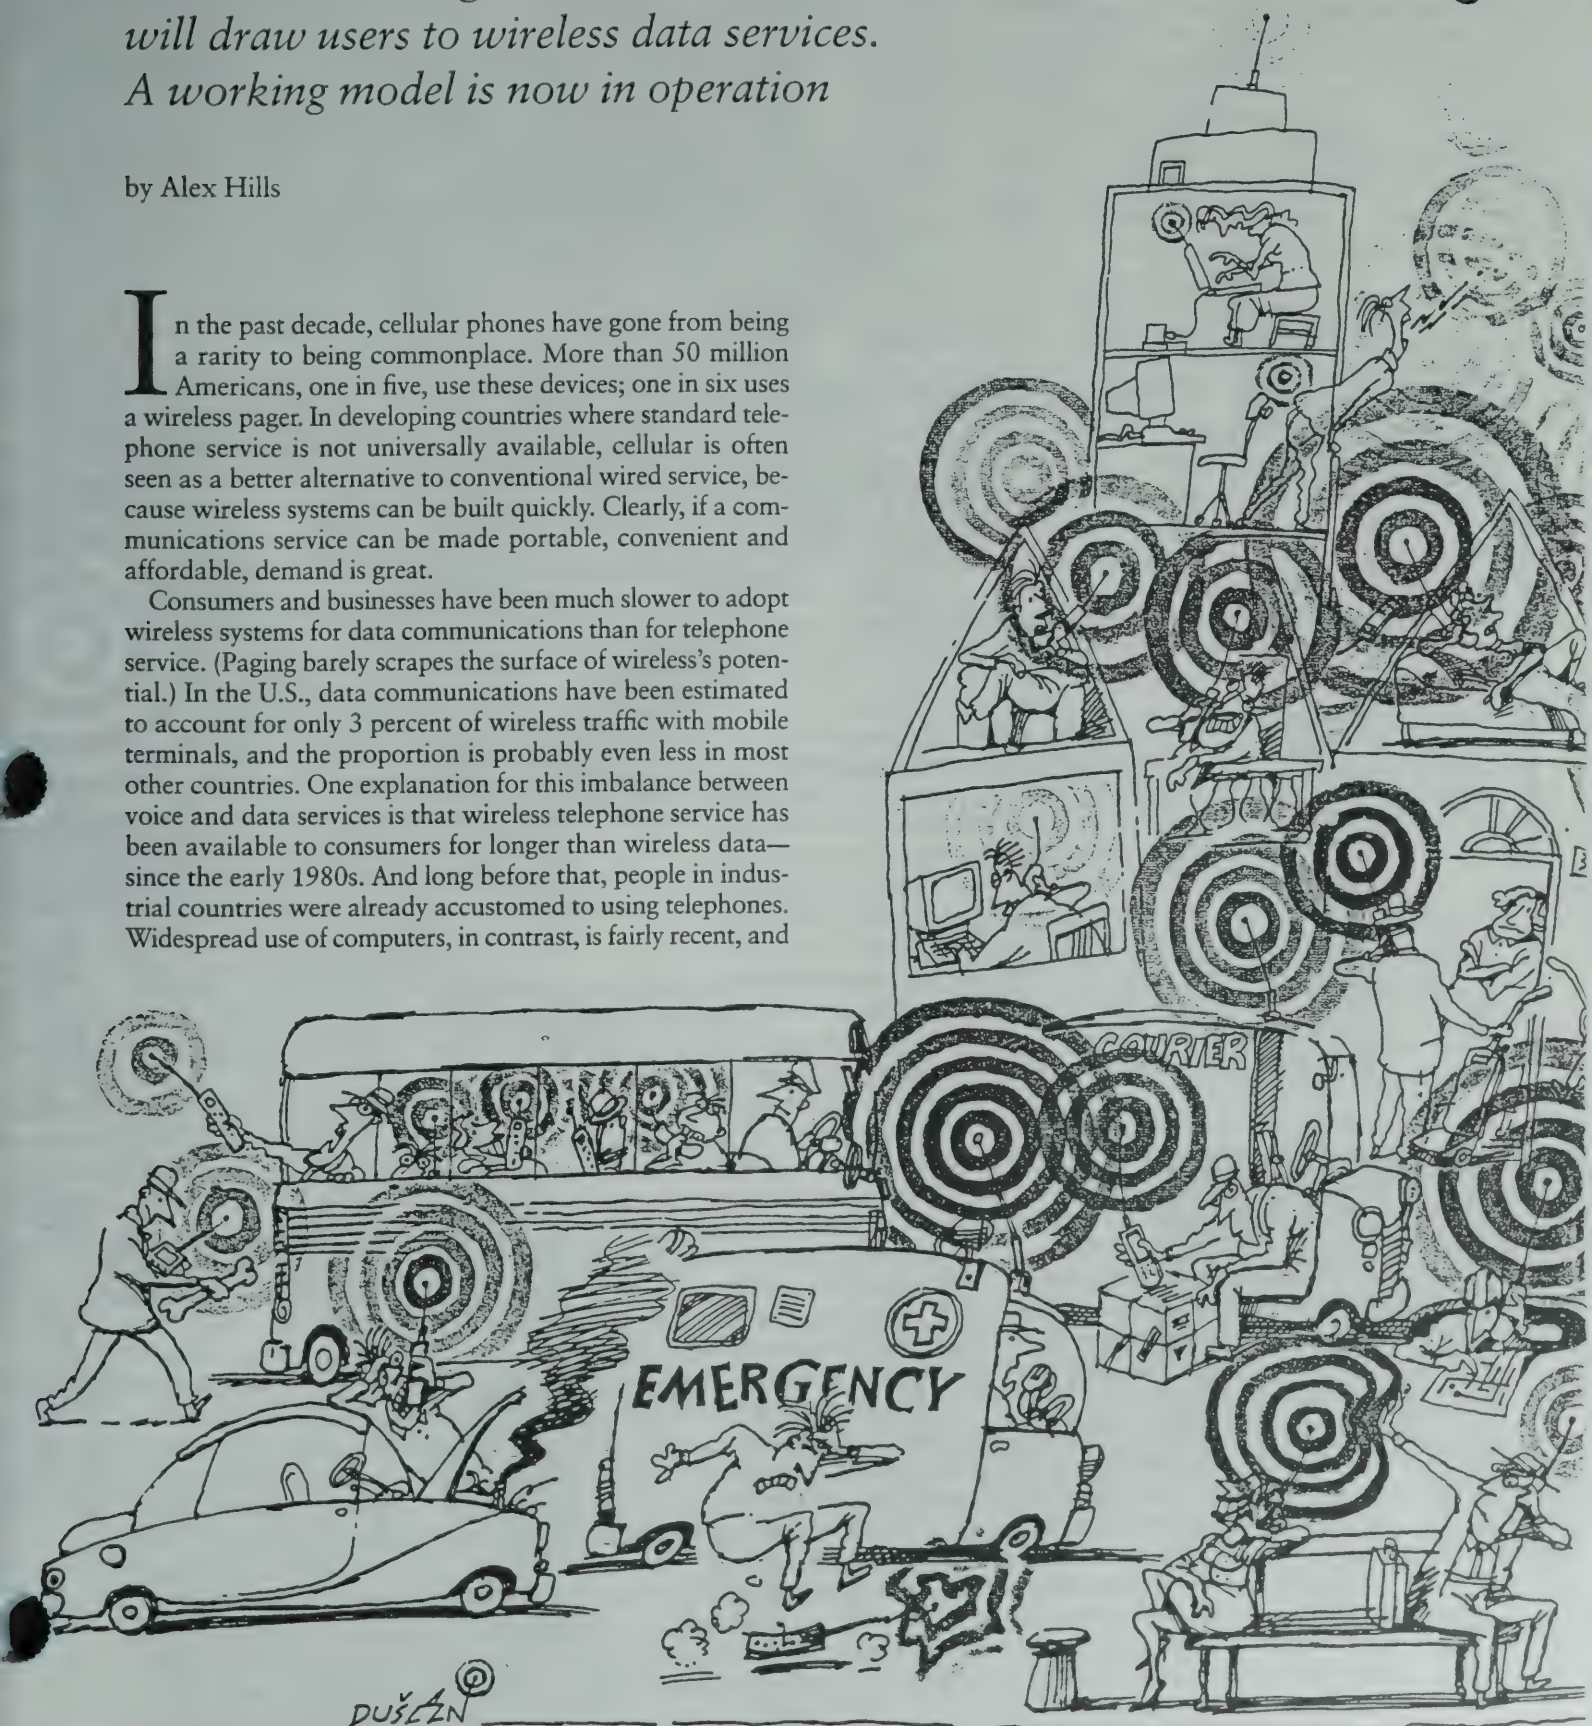 will draw users to wireless data services.
A working model is now in operation
by Alex Hills
In the past decade, cellular phones have gone from being
a rarity to being commonplace. More than 50 million
Americans, one in five, use these devices; one in six uses
a wireless pager. In developing countries where standard tele-
phone service is not universally available, cellular is often
seen as a better alternative to conventional wired service, be-
cause wireless systems can be built quickly. Clearly, if a com-
munications service can be made portable, convenient and
affordable, demand is great.
Consumers and businesses have been much slower to adopt
wireless systems for data communications than for telephone
service. (Paging barely scrapes the surface of wireless's poten-
tial.) In the U.S., data communications have been estimated
to account for only 3 percent of wireless traffic with mobile
terminals, and the proportion is probably even less in most
other countries. One explanation for this imbalance between
voice and data services is that wireless telephone service has
been available to consumers for longer than wireless data—
since the early 1980s. And long before that, people in indus-
trial countries were already accustomed to using telephones.
Widespread use of computers, in contrast, is fairly recent, and
COURIER
EMERGENCY